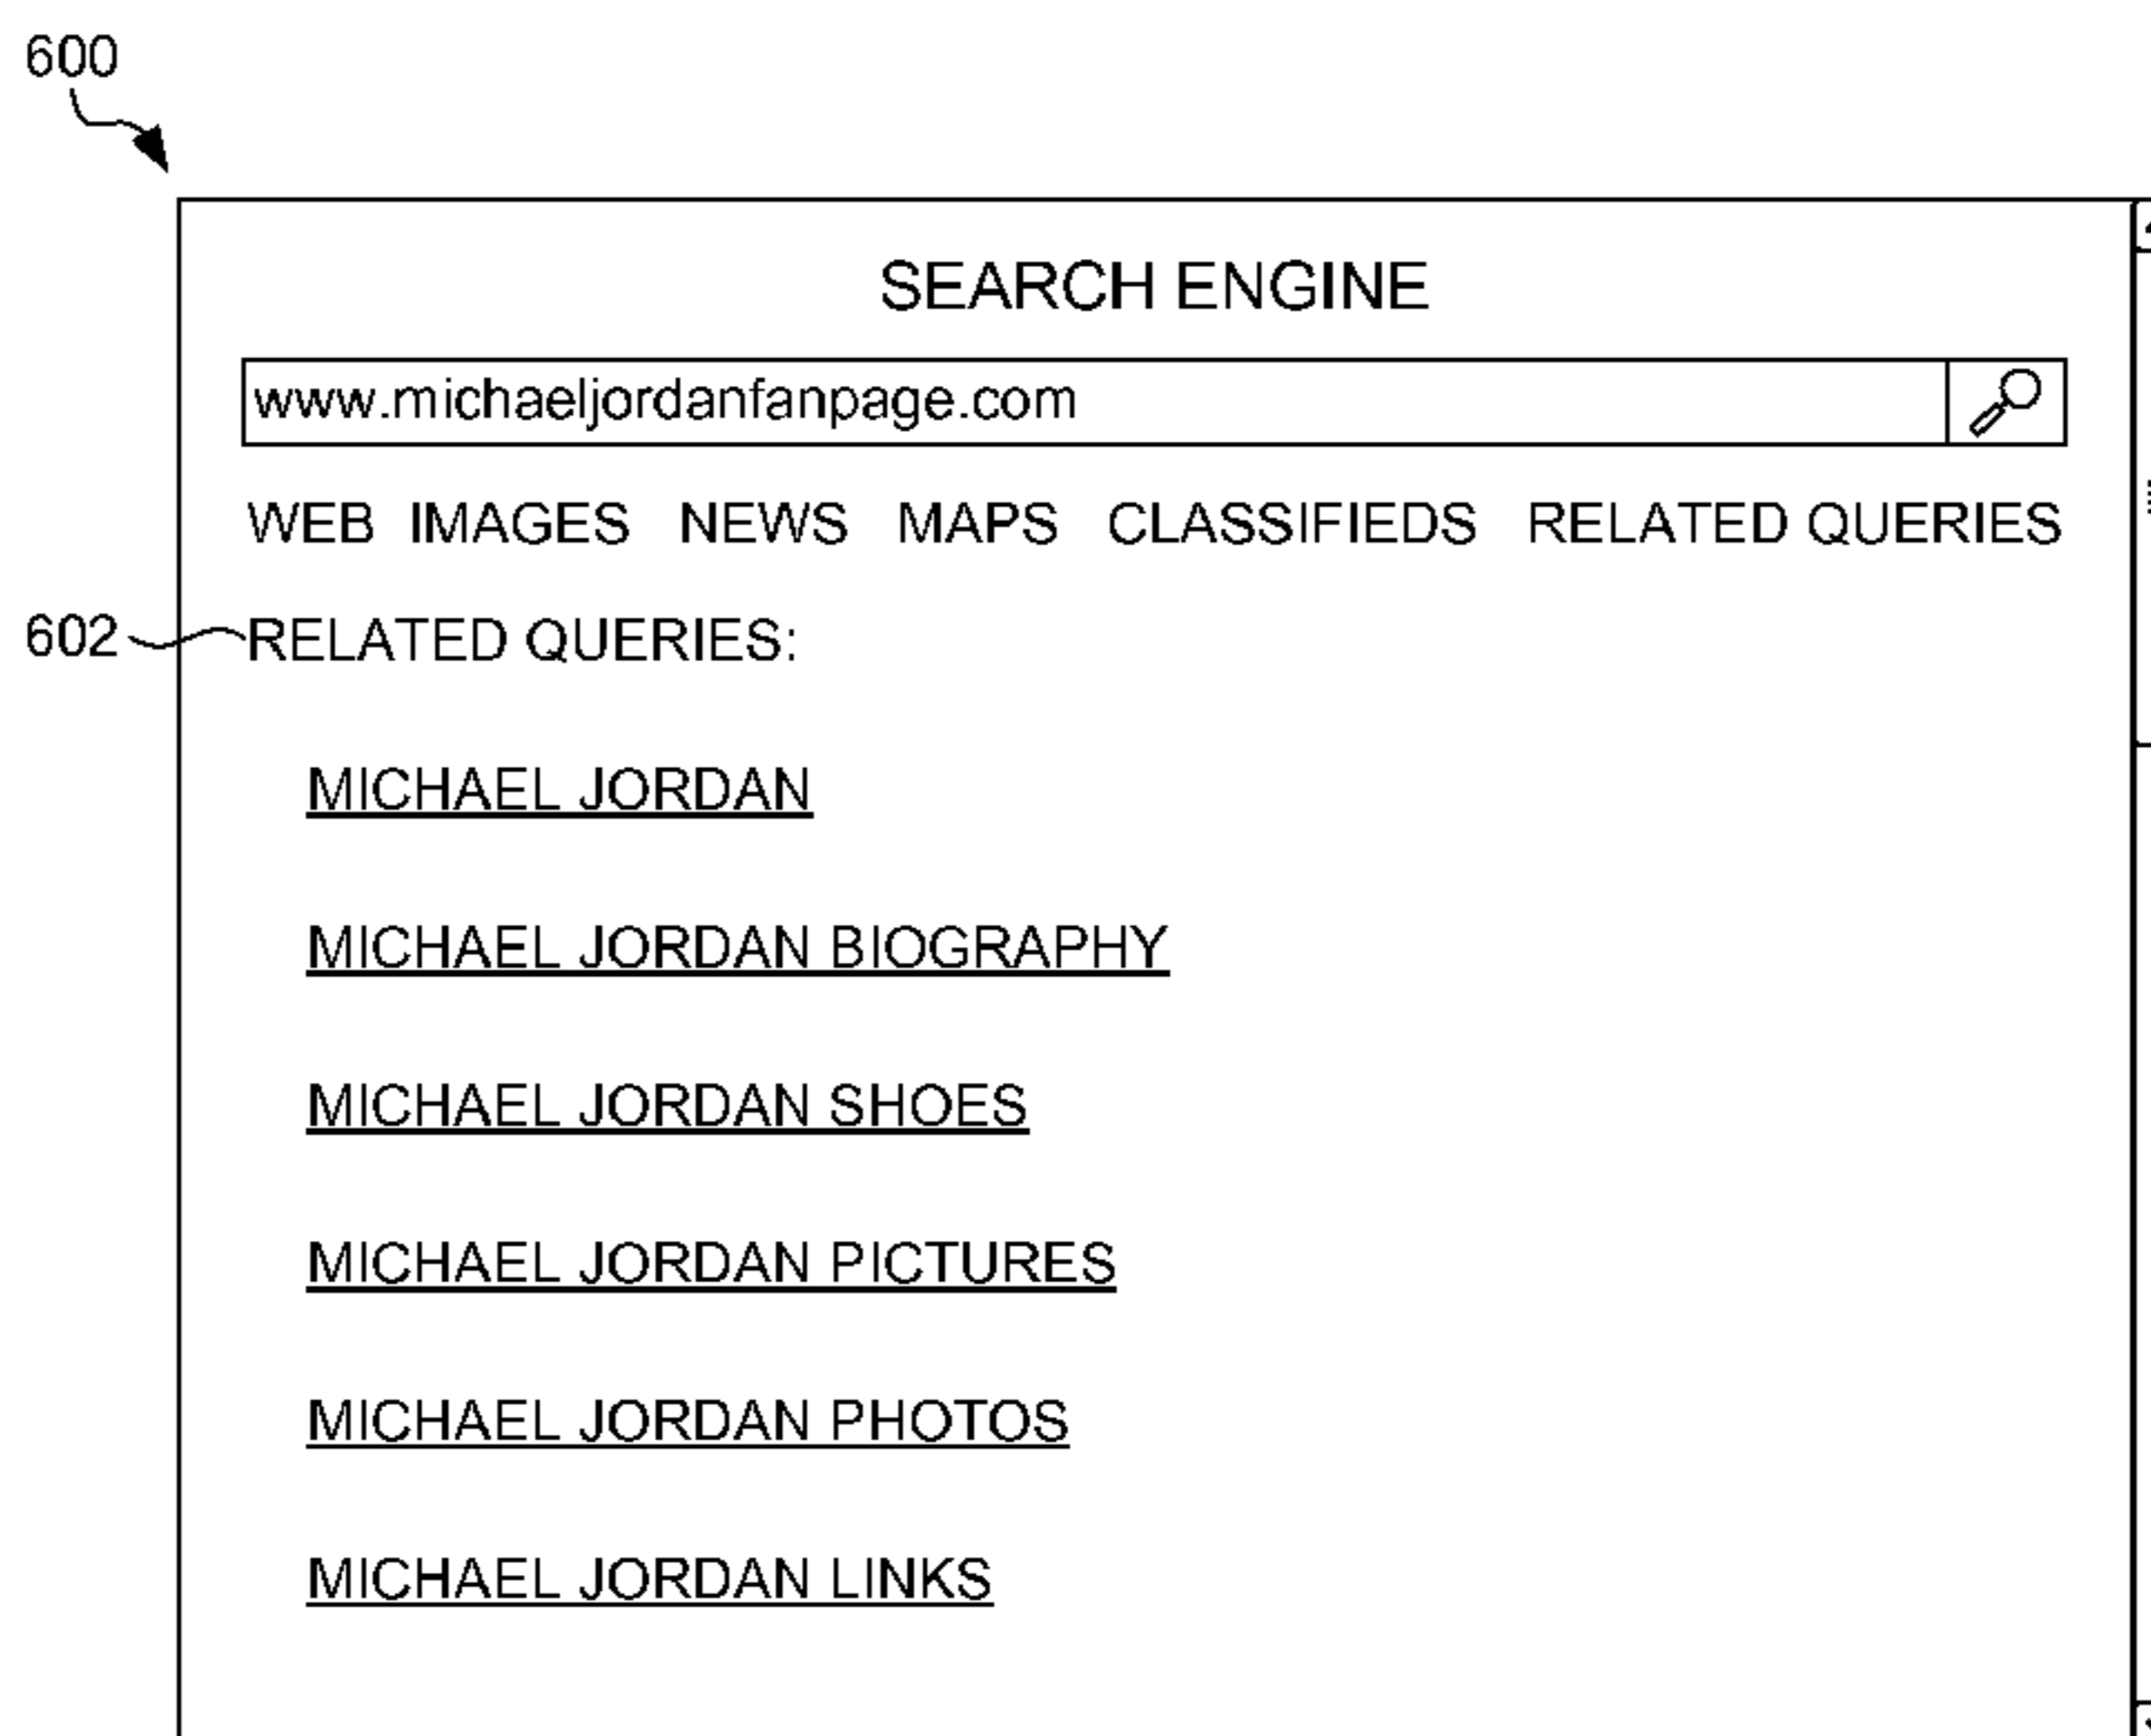 600
SEARCH ENGINE
www.michaeljordanfanpage.com
WEB IMAGES NEWS MAPS CLASSIFIEDS RELATED QUERIES
602 RELATED QUERIES:
MICHAEL JORDAN
MICHAEL JORDAN BIOGRAPHY
MICHAEL JORDAN SHOES
MICHAEL JORDAN PICTURES
MICHAEL JORDAN PHOTOS
MICHAEL JORDAN LINKS